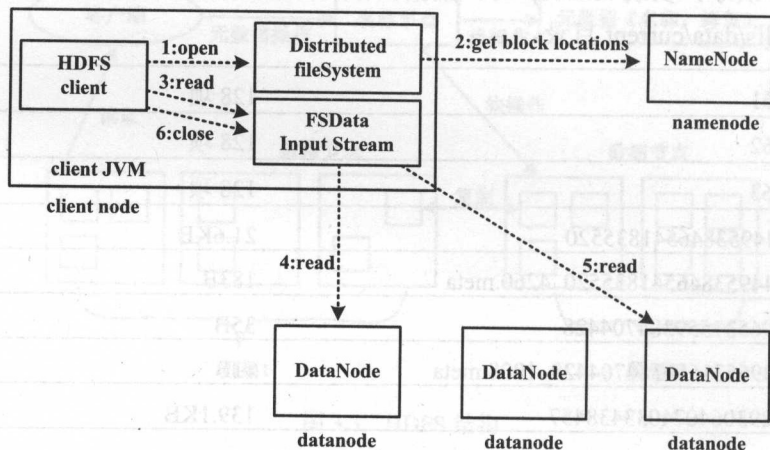 HDFS
client
1:open
3:read
6:close
Distributed
fileSystem
FSData
Input Stream
2:get block locations
NameNode
namenode
client JVM
client node
4:read
5:read
DataNode
datanode
DataNode
datanode
DataNode
datanode